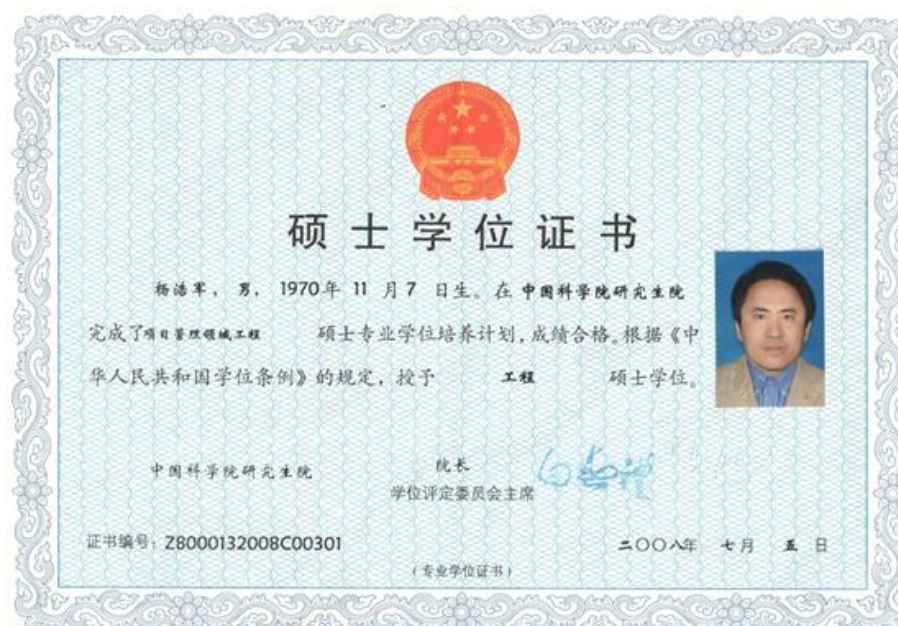 硕士学位证书
杨浩军，男，1970年 11 月 7 日生。在 中国科学院研究生院
完成了项目管理领域工程 硕士专业学位培养计划，成绩合格。根据《中
华人民共和国学位条例》的规定，授予 工程 硕士学位。
中国科学院研究生院
院长
学位评定委员会主席
证书编号：Z8000132008C00301
二〇〇八年 七月 五 日
（专业学位证书）